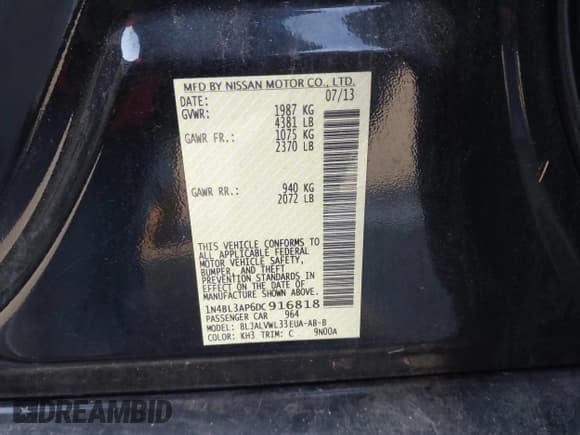 MFD BY NISSAN MOTOR CO., LTD.
DATE: 07/13
GVWR: 1987 KG
4381 LB
GAWR FR.: 1075 KG
2370 LB
GAWR RR.: 940 KG
2072 LB
THIS VEHICLE CONFORMS TO
ALL APPLICABLE FEDERAL
MOTOR VEHICLE SAFETY,
BUMPER, AND THEFT
PREVENTION STANDARDS IN
EFFECT ON THE DATE OF
MANUFACTURE SHOWN ABOVE.
1N4BL3AP6DC916818
PASSENGER CAR 964
MODEL: BLJALVWL33EUA-AB-B
COLOR: KH3 TRIM: C 9N00A
DREAMBID